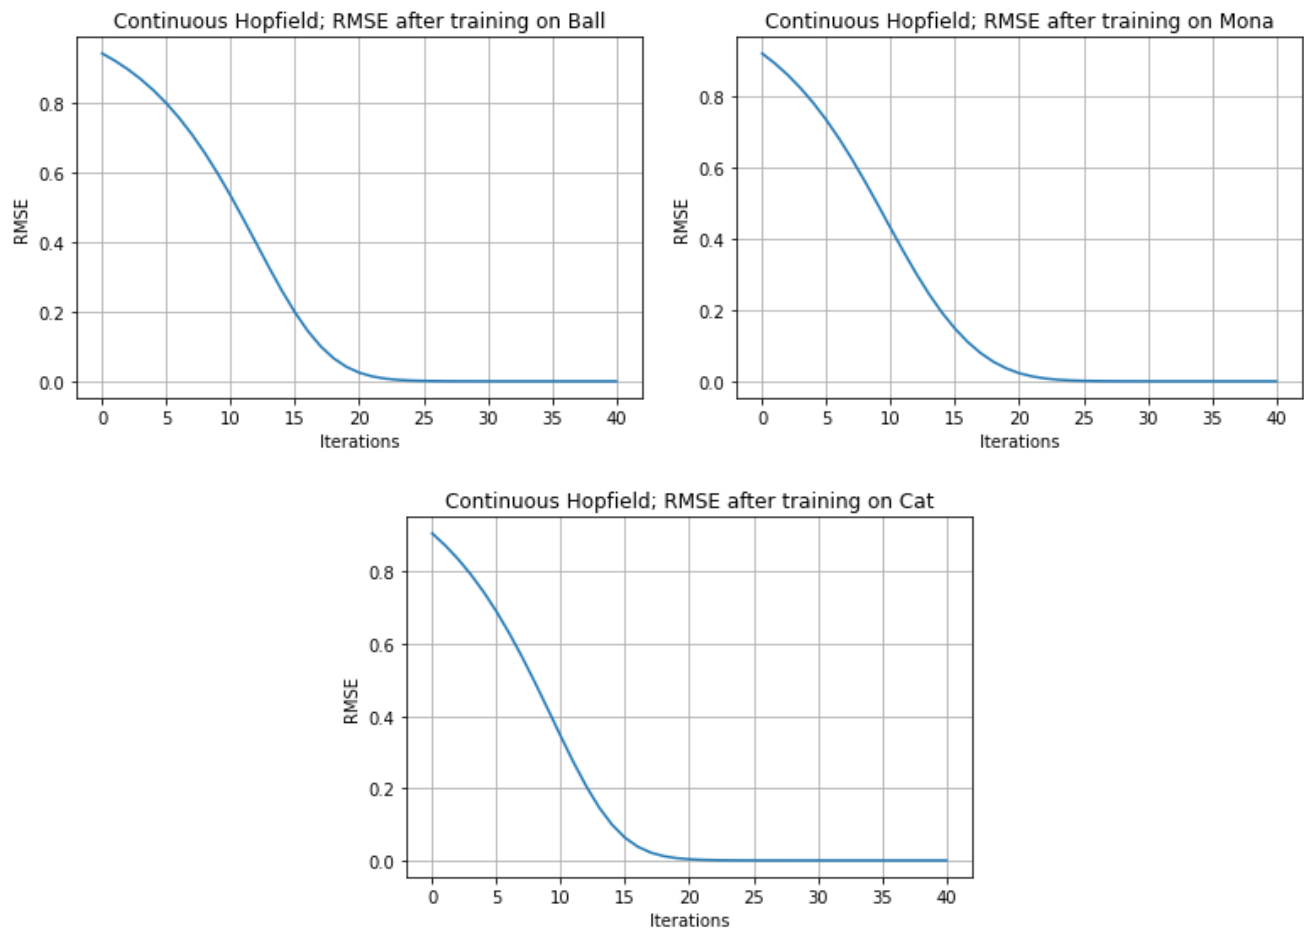 Continuous Hopfield; RMSE after training on Ball
RMSE
0.8
0.6
0.4
0.2
0.0
0 5 10 15 20 25 30 35 40
Iterations
Continuous Hopfield; RMSE after training on Mona
RMSE
0.8
0.6
0.4
0.2
0.0
0 5 10 15 20 25 30 35 40
Iterations
Continuous Hopfield; RMSE after training on Cat
RMSE
0.8
0.6
0.4
0.2
0.0
0 5 10 15 20 25 30 35 40
Iterations